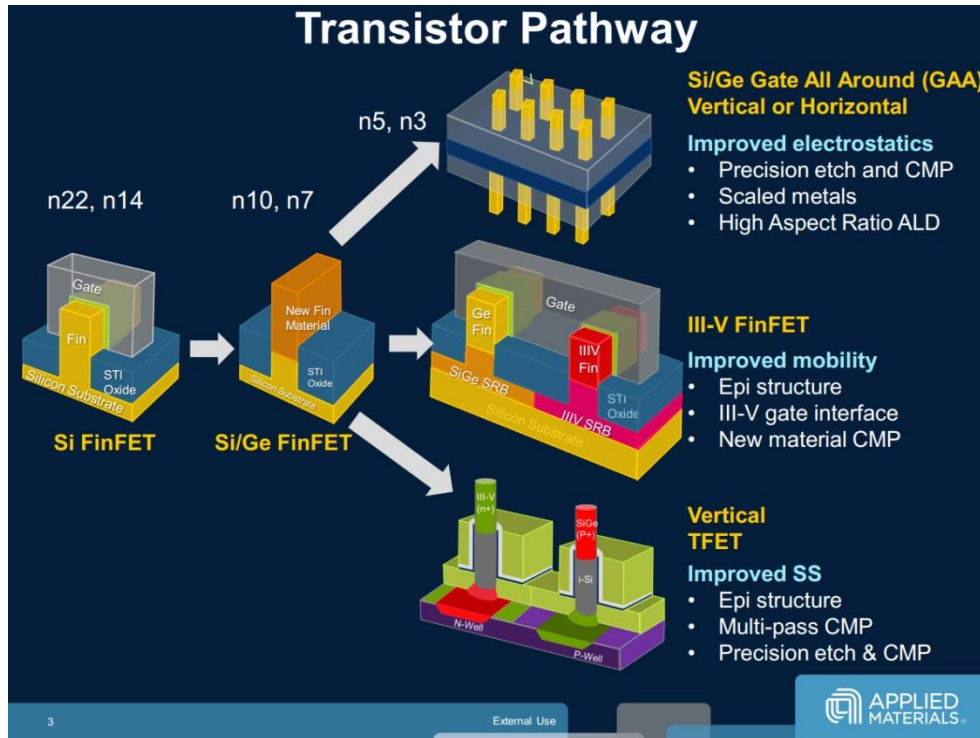 Transistor Pathway
n22, n14
n10, n7
n5, n3
Gate
Fin
STI
Oxide
Silicon Substrate
Si FinFET
New Fin
Material
STI
Oxide
Silicon Substrate
Si/Ge FinFET
Si/Ge Gate All Around (GAA)
Vertical or Horizontal
Improved electrostatics
• Precision etch and CMP
• Scaled metals
• High Aspect Ratio ALD
Ge
Fin
Gate
IIIV
Fin
STI
Oxide
SiGe SRB
IIIV SRB
Silicon Substrate
III-V FinFET
Improved mobility
• Epi structure
• III-V gate interface
• New material CMP
III-V
(n+)
SiGe
(P+)
i-Si
N-Well
P-Well
Vertical
TFET
Improved SS
• Epi structure
• Multi-pass CMP
• Precision etch & CMP
3
External Use
APPLIED
MATERIALS®